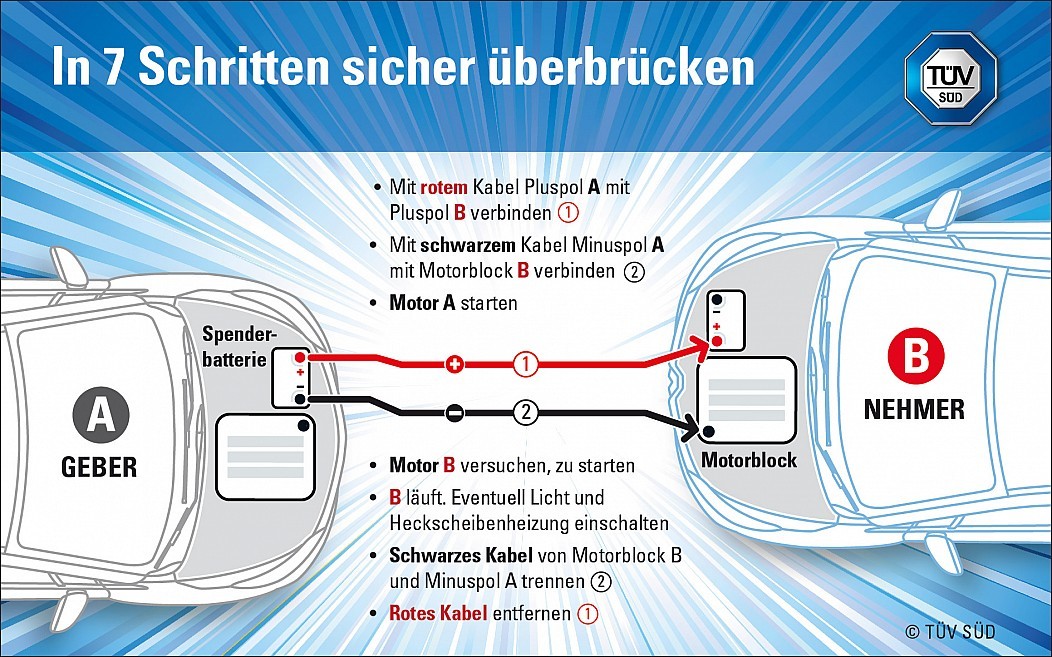 In 7 Schritten sicher überbrücken
TÜV
SÜD
• Mit rotem Kabel Pluspol A mit
Pluspol B verbinden ①
• Mit schwarzem Kabel Minuspol A
mit Motorblock B verbinden ②
• Motor A starten
Spender-
batterie
+
−
−
+
+ 1
− 2
A
GEBER
B
NEHMER
Motorblock
• Motor B versuchen, zu starten
• B läuft. Eventuell Licht und
Heckscheibenheizung einschalten
• Schwarzes Kabel von Motorblock B
und Minuspol A trennen ②
• Rotes Kabel entfernen ①
© TÜV SÜD